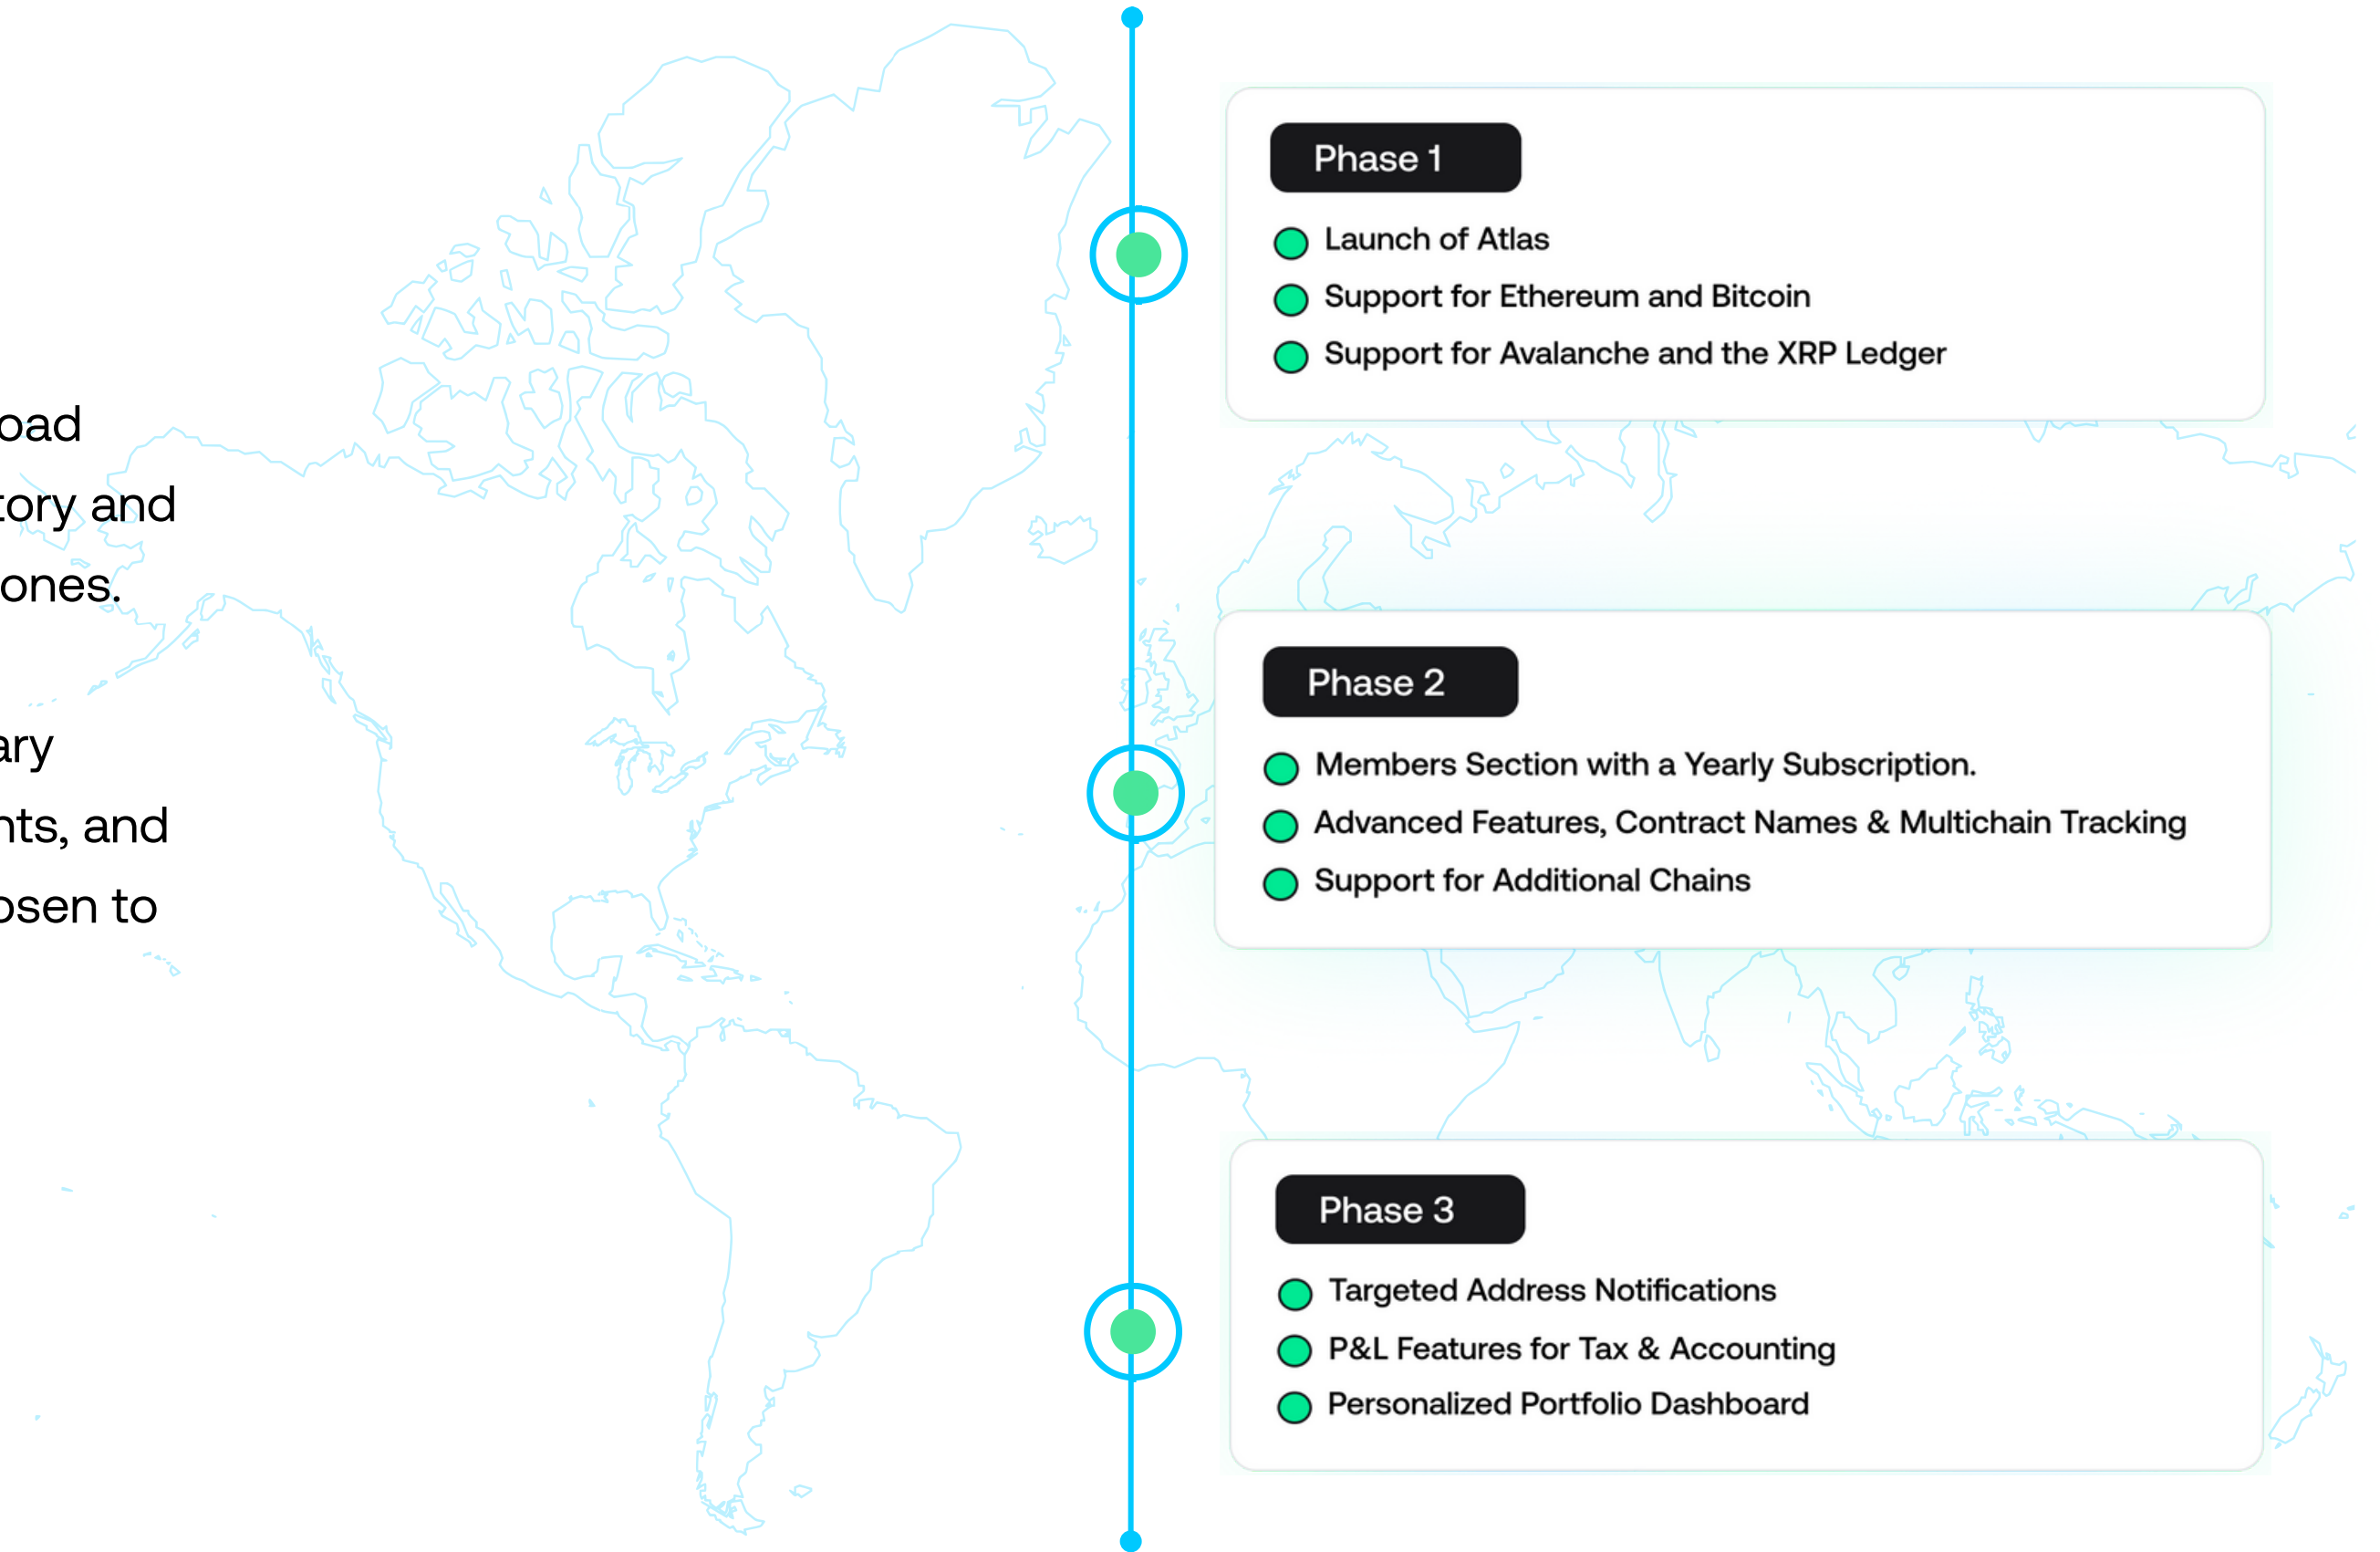 oad
tory and
ones.
ary
nts, and
osen to
Phase 1
Launch of Atlas
Support for Ethereum and Bitcoin
Support for Avalanche and the XRP Ledger
Phase 2
Members Section with a Yearly Subscription.
Advanced Features, Contract Names & Multichain Tracking
Support for Additional Chains
Phase 3
Targeted Address Notifications
P&L Features for Tax & Accounting
Personalized Portfolio Dashboard